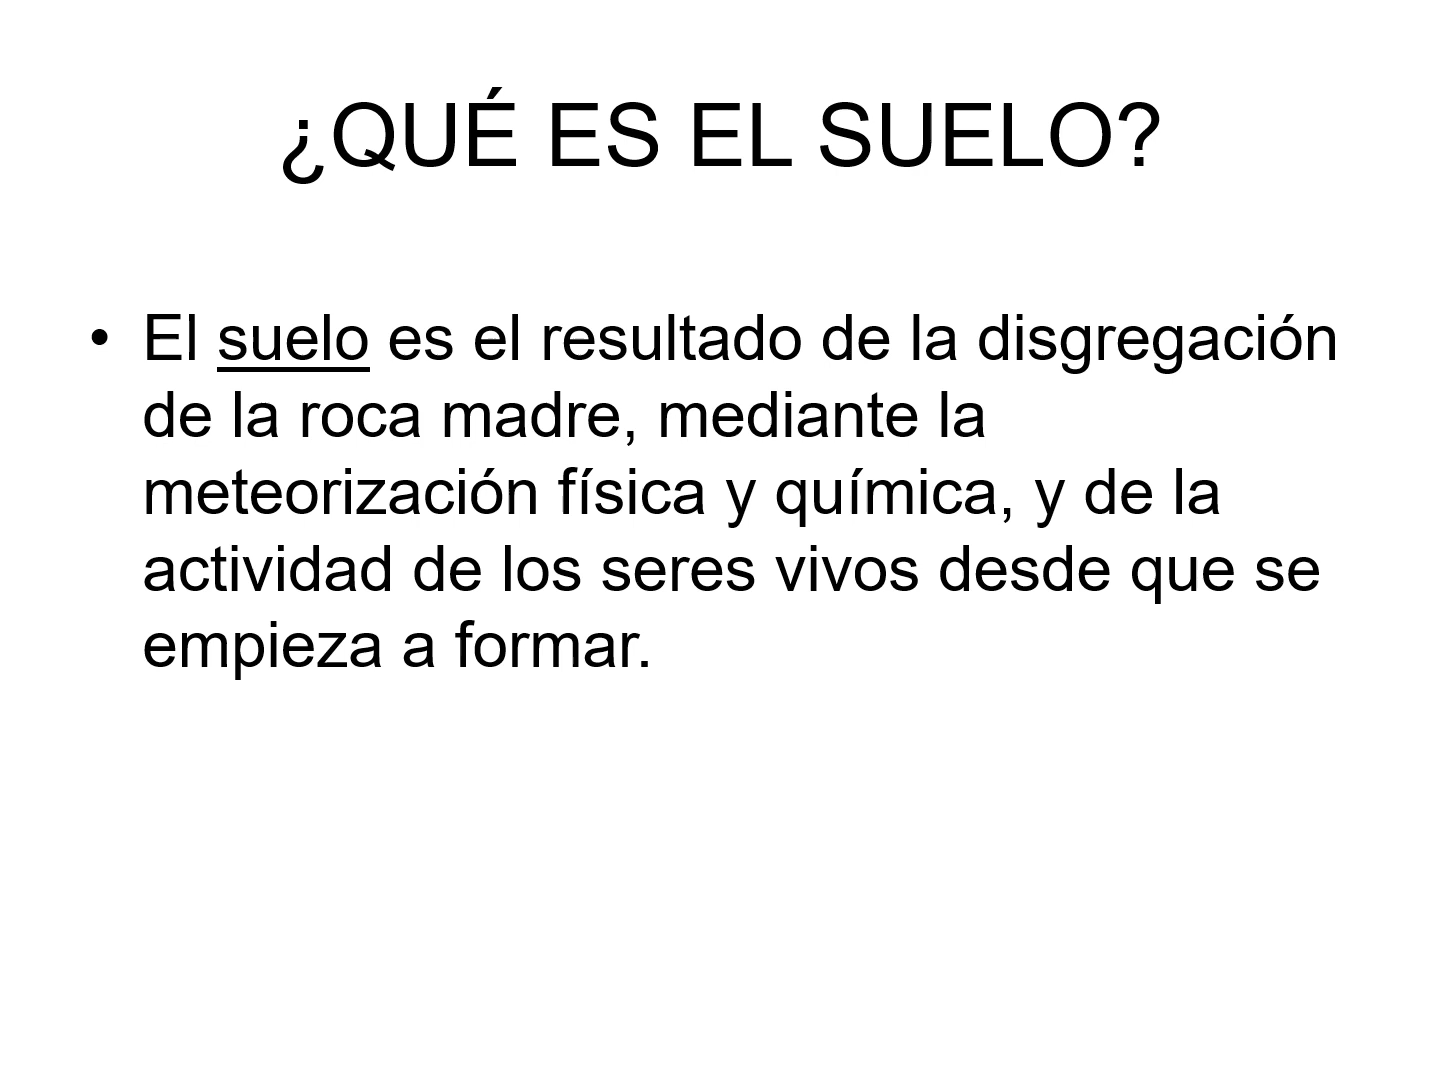 ¿QUÉ ES EL SUELO?
• El suelo es el resultado de la disgregación
de la roca madre, mediante la
meteorización física y química, y de la
actividad de los seres vivos desde que se
empieza a formar.